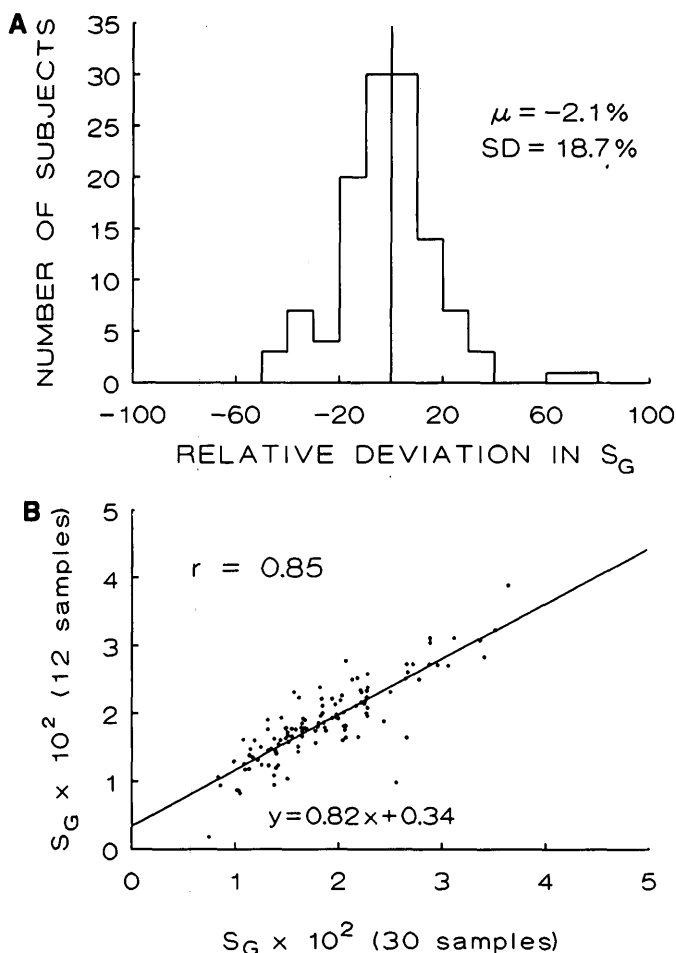 A
NUMBER OF SUBJECTS
35
30
25
20
15
10
5
0
μ = -2.1%
SD = 18.7%
-100 -60 -20 20 60 100
RELATIVE DEVIATION IN SG
B
SG × 10² (12 samples)
5
4
3
2
1
0
r = 0.85
y=0.82x+0.34
0 1 2 3 4 5
SG × 10² (30 samples)